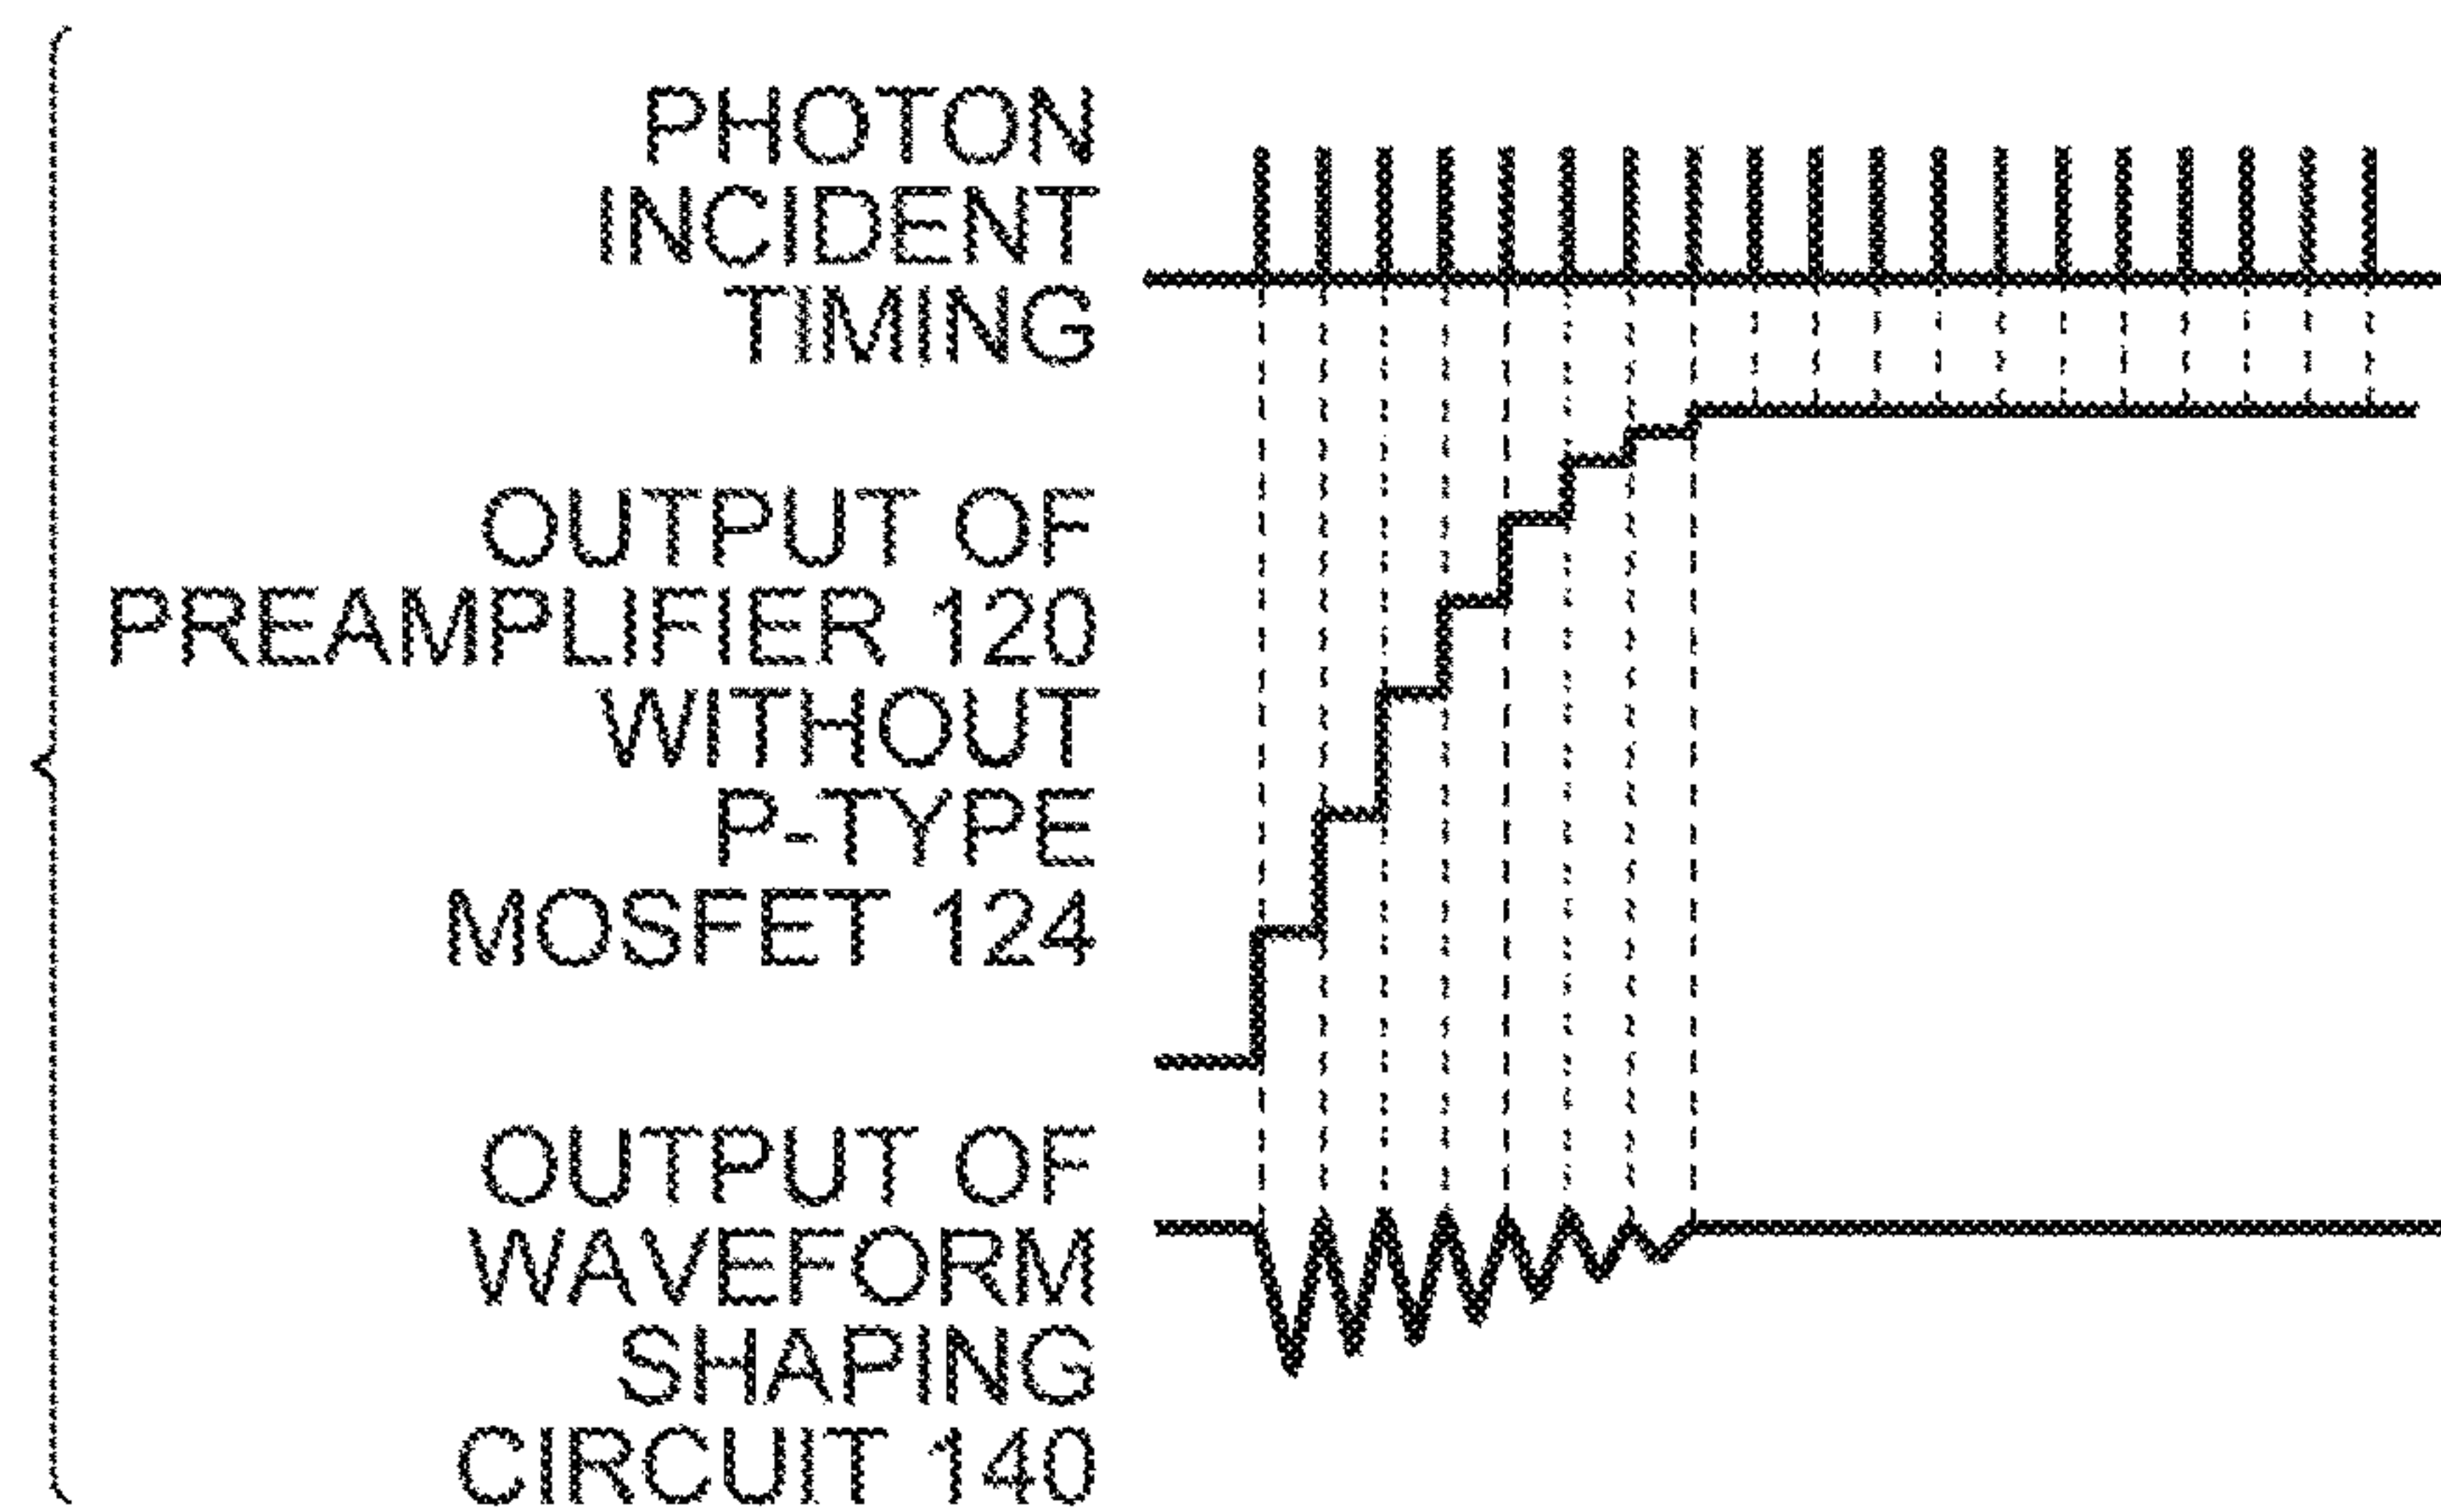 PHOTON
INCIDENT
TIMING
OUTPUT OF
PREAMPLIFIER 120
WITHOUT
P-TYPE
MOSFET 124
OUTPUT OF
WAVEFORM
SHAPING
CIRCUIT 140